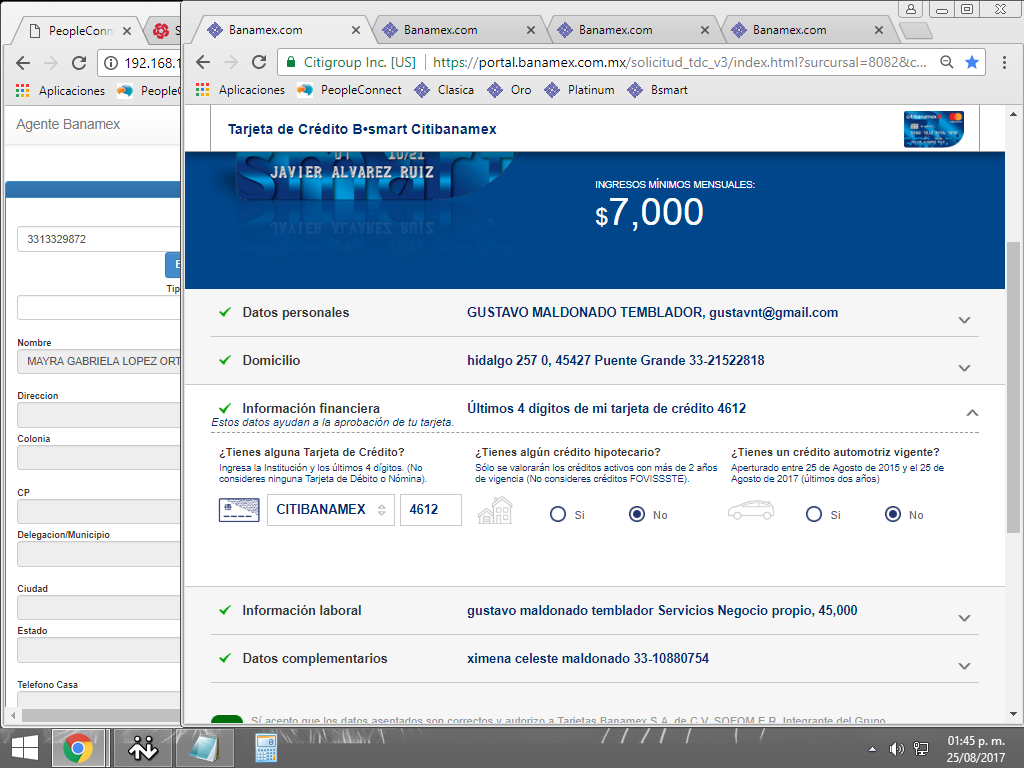 PeopleConn
Banamex.com
Banamex.com
Banamex.com
Banamex.com
192.168.1
Citigroup Inc. [US]
https://portal.banamex.com.mx/solicitud_tdc_v3/index.html?sursursal=8082&c...
Aplicaciones
Aplicaciones
PeopleConnect
Clasica
Oro
Platinum
Bsmart
Agente Banamex
Tarjeta de Crédito B•smart Citibanamex
citibanamex
smart
10/21
JAVIER ALVAREZ RUIZ
INGRESOS MÍNIMOS MENSUALES:
$7,000
3313329872
Tip
Nombre
MAYRA GABRIELA LOPEZ ORT
Direccion
Colonia
CP
Delegacion/Municipio
Ciudad
Estado
Telefono Casa
Datos personales
GUSTAVO MALDONADO TEMBLADOR, gustavnt@gmail.com
Domicilio
hidalgo 257 0, 45427 Puente Grande 33-21522818
Información financiera
Últimos 4 dígitos de mi tarjeta de crédito 4612
Estos datos ayudan a la aprobación de tu tarjeta.
¿Tienes alguna Tarjeta de Crédito?
Ingresa la Institución y los últimos 4 dígitos. (No
consideres ninguna Tarjeta de Débito o Nómina).
CITIBANAMEX
4612
¿Tienes algún crédito hipotecario?
Sólo se valorarán los créditos activos con más de 2 años
de vigencia (No consideres créditos FOVISSSTE).
Si
No
¿Tienes un crédito automotriz vigente?
Aperturado entre 25 de Agosto de 2015 y el 25 de
Agosto de 2017 (últimos dos años)
Si
No
Información laboral
gustavo maldonado temblador Servicios Negocio propio, 45,000
Datos complementarios
ximena celeste maldonado 33-10880754
Sí acepto que los datos asentados son correctos y autorizo a Tarjetas Banamex S.A. de C.V. SOFOM E.R. Integrante del Grupo
01:45 p. m.
25/08/2017